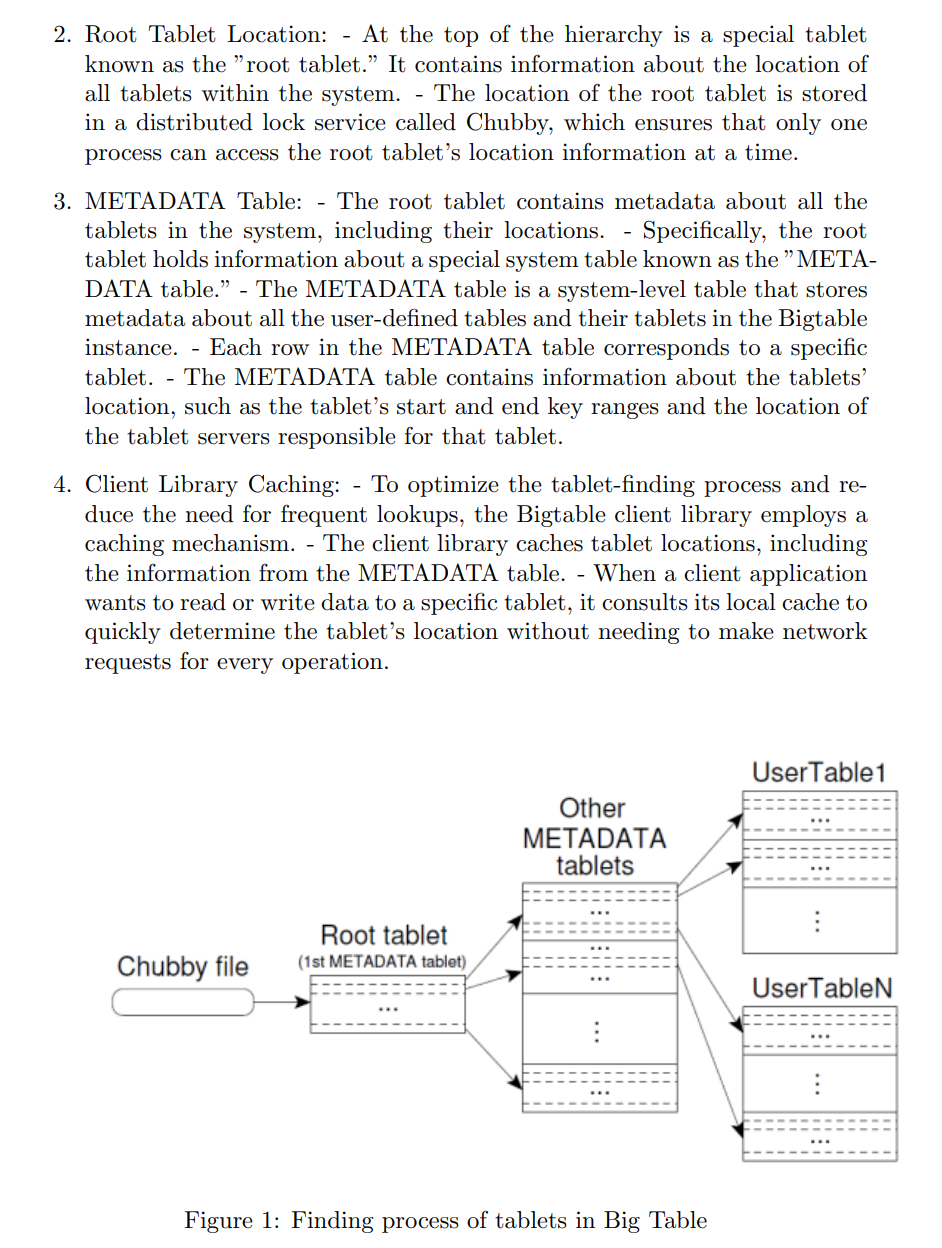 2. Root Tablet Location: - At the top of the hierarchy is a special tablet
known as the ”root tablet.” It contains information about the location of
all tablets within the system. - The location of the root tablet is stored
in a distributed lock service called Chubby, which ensures that only one
process can access the root tablet’s location information at a time.
3. METADATA Table: - The root tablet contains metadata about all the
tablets in the system, including their locations. - Specifically, the root
tablet holds information about a special system table known as the ”META-
DATA table.” - The METADATA table is a system-level table that stores
metadata about all the user-defined tables and their tablets in the Bigtable
instance. - Each row in the METADATA table corresponds to a specific
tablet. - The METADATA table contains information about the tablets’
location, such as the tablet’s start and end key ranges and the location of
the tablet servers responsible for that tablet.
4. Client Library Caching: - To optimize the tablet-finding process and re-
duce the need for frequent lookups, the Bigtable client library employs a
caching mechanism. - The client library caches tablet locations, including
the information from the METADATA table. - When a client application
wants to read or write data to a specific tablet, it consults its local cache to
quickly determine the tablet’s location without needing to make network
requests for every operation.
Chubby file
Root tablet
(1st METADATA tablet)
...
Other
METADATA
tablets
...
...
...
⋮
...
UserTable1
...
...
⋮
UserTableN
...
⋮
...
Figure 1: Finding process of tablets in Big Table